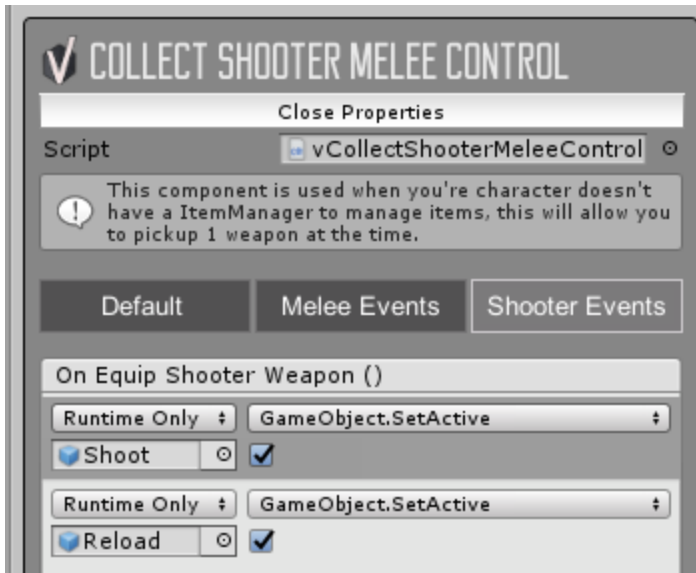 COLLECT SHOOTER MELEE CONTROL
Close Properties
Script vCollectShooterMeleeControl
This component is used when you're character doesn't
have a ItemManager to manage items, this will allow you
to pickup 1 weapon at the time.
Default Melee Events Shooter Events
On Equip Shooter Weapon ()
Runtime Only GameObject.SetActive
Shoot
Runtime Only GameObject.SetActive
Reload